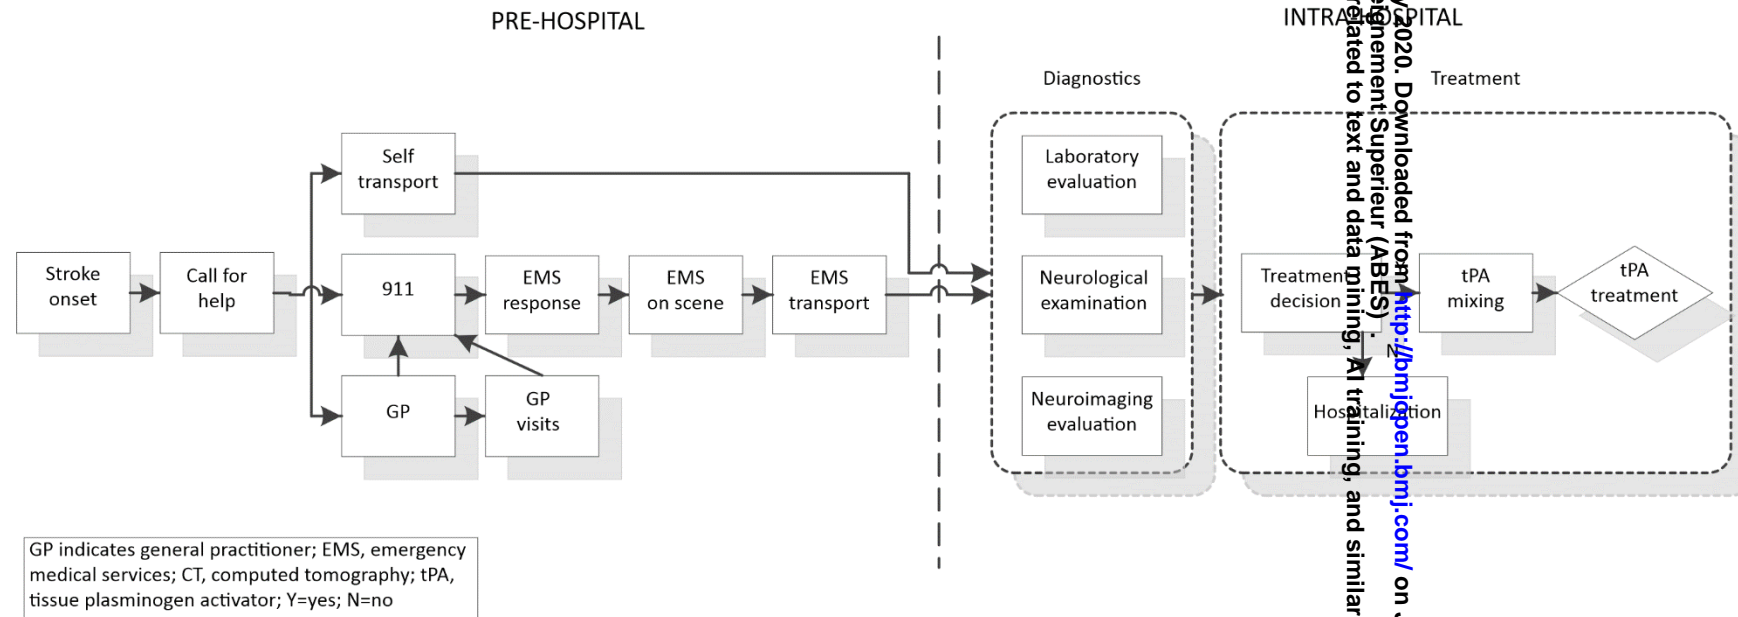 PRE-HOSPITAL
INTRA-HOSPITAL
Diagnostics
Treatment
Self
transport
Stroke
onset
Call for
help
911
EMS
response
EMS
on scene
EMS
transport
GP
GP
visits
Laboratory
evaluation
Neurological
examination
Neuroimaging
evaluation
Treatment
decision
tPA
mixing
tPA
treatment
N
Hospitalization
GP indicates general practitioner; EMS, emergency
medical services; CT, computed tomography; tPA,
tissue plasminogen activator; Y=yes; N=no
2020. Downloaded from http://bmjopen.bmj.com/ on
Superieur (ABES) .
related to text and data mining, AI training, and similar